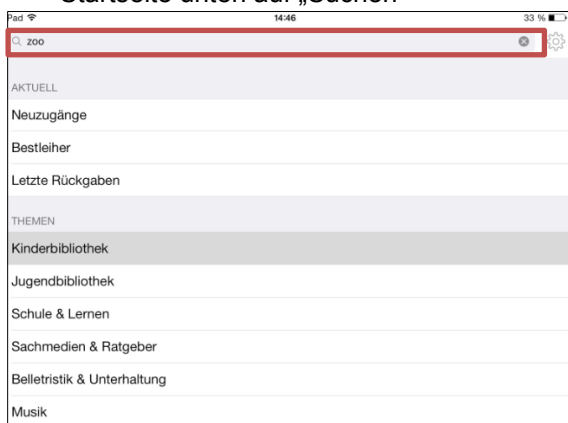 Startseite unten auf „Suchen“
Pad 14:46 33 %
zoo
AKTUELL
Neuzugänge
Bestleiher
Letzte Rückgaben
THEMEN
Kinderbibliothek
Jugendbibliothek
Schule & Lernen
Sachmedien & Ratgeber
Belletristik & Unterhaltung
Musik